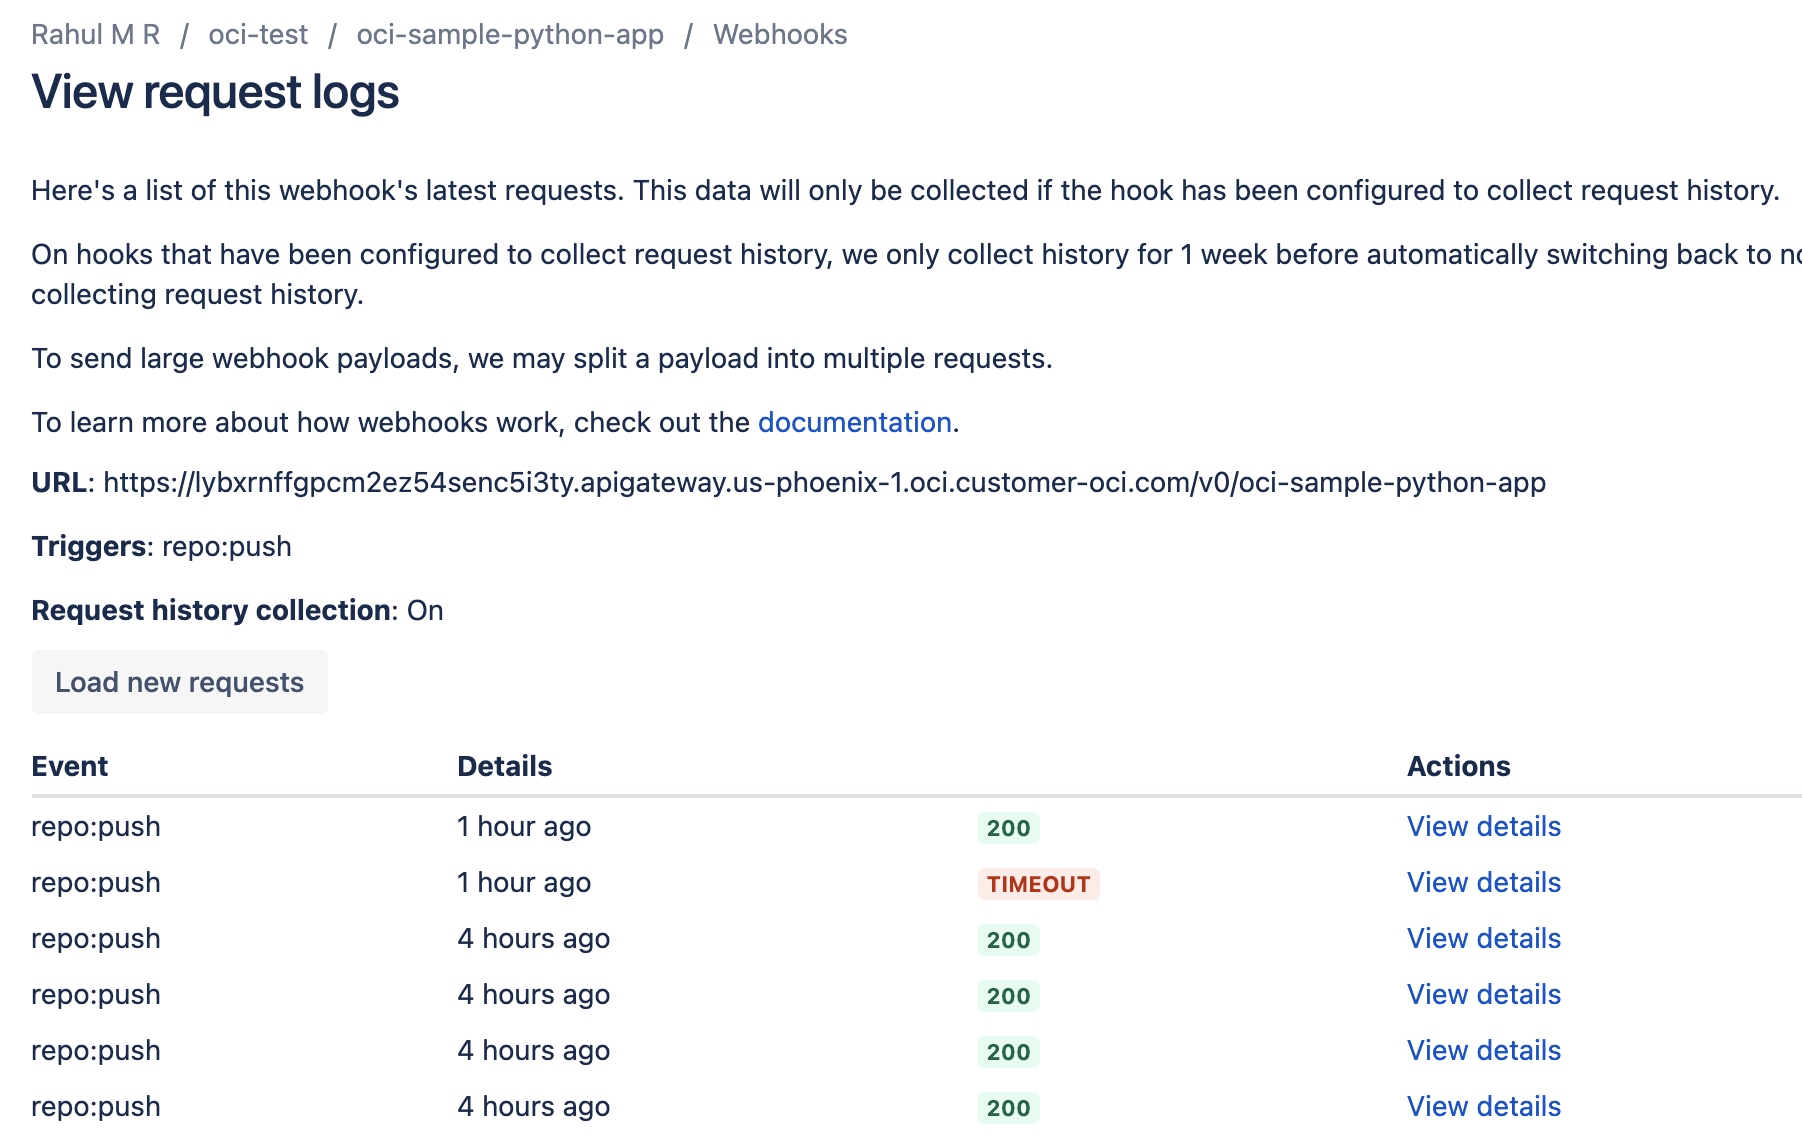 Rahul M R / oci-test / oci-sample-python-app / Webhooks
View request logs
Here's a list of this webhook's latest requests. This data will only be collected if the hook has been configured to collect request history.
On hooks that have been configured to collect request history, we only collect history for 1 week before automatically switching back to
collecting request history.
To send large webhook payloads, we may split a payload into multiple requests.
To learn more about how webhooks work, check out the documentation.
URL: https://lybxrnffgpcm2ez54senc5i3ty.apigateway.us-phoenix-1.oci.customer-oci.com/v0/oci-sample-python-app
Triggers: repo:push
Request history collection: On
Load new requests
Event Details Actions
repo:push 1 hour ago 200 View details
repo:push 1 hour ago TIMEOUT View details
repo:push 4 hours ago 200 View details
repo:push 4 hours ago 200 View details
repo:push 4 hours ago 200 View details
repo:push 4 hours ago 200 View details